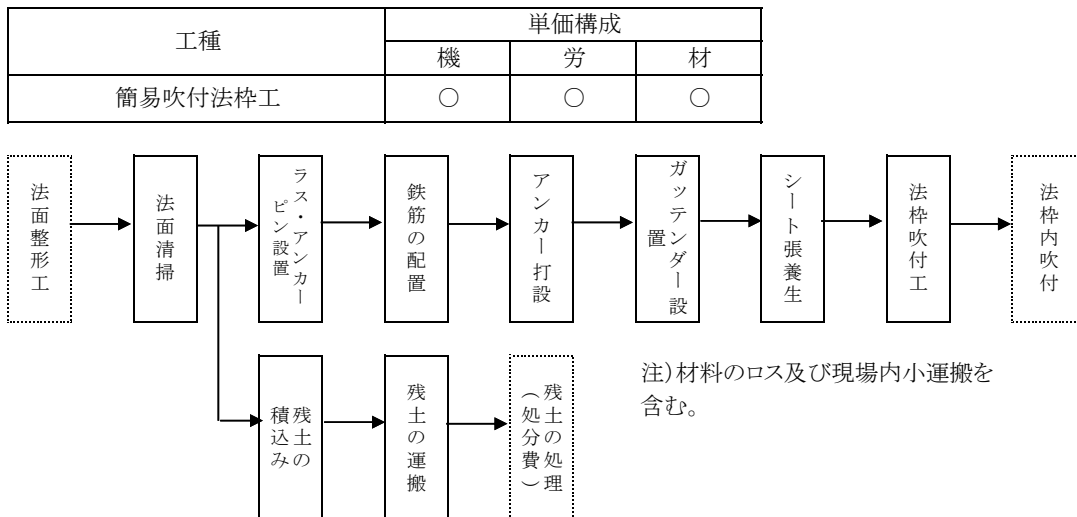 工種
単価構成
機
労
材
簡易吹付法枠工
○
○
○
法面整形工
法面清掃
ラス・アンカー
ピン設置
鉄筋の配置
アンカー打設
ガッテンダー設
置
シート張養生
法枠吹付工
法枠内吹付
残土の
積込み
残土の運搬
残土の処理
（処分費）
注)材料のロス及び現場内小運搬を
含む。